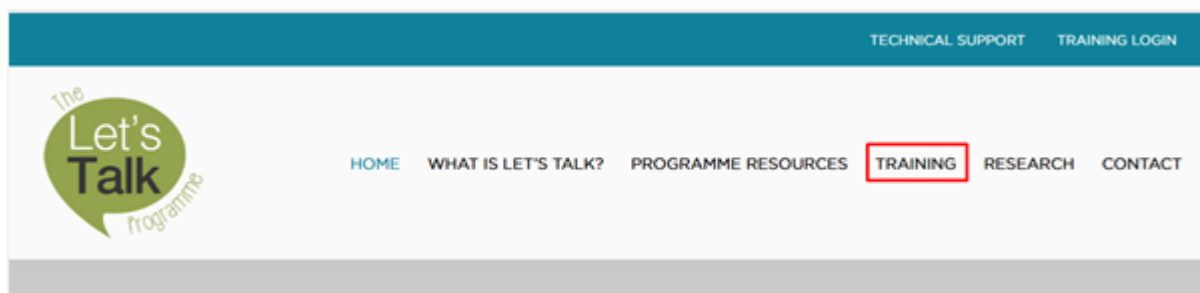 TECHNICAL SUPPORT TRAINING LOGIN
The
Let's
Talk
Programme
HOME WHAT IS LET'S TALK? PROGRAMME RESOURCES TRAINING RESEARCH CONTACT